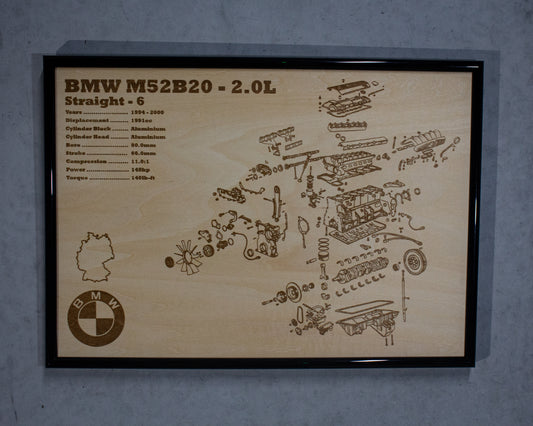 BMW M52B20 - 2.0L
Straight - 6
Years ........................ 1994 - 2000
Displacement ........... 1991cc
Cylinder Block ........ Aluminium
Cylinder Head ......... Aluminium
Bore .......................... 80.0mm
Stroke ....................... 66.0mm
Compression ............ 11.0:1
Power ........................ 148hp
Torque ...................... 140lb-ft
BMW